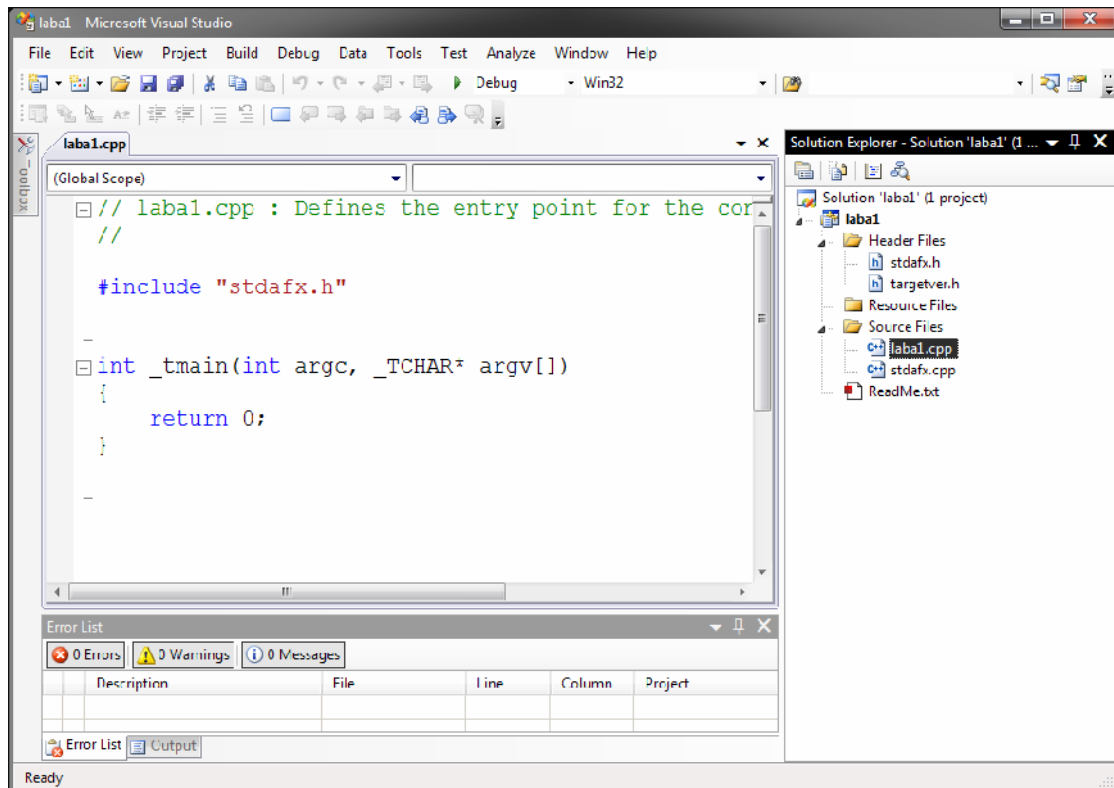 laba1 Microsoft Visual Studio
File Edit View Project Build Debug Data Tools Test Analyze Window Help
Debug Win32
laba1.cpp
Toolbox
(Global Scope)
// laba1.cpp : Defines the entry point for the cor
//
#include "stdafx.h"
int _tmain(int argc, _TCHAR* argv[])
{
return 0;
}
Error List
0 Errors 0 Warnings 0 Messages
Description File Line Column Project
Error List Output
Ready
Solution Explorer - Solution 'laba1' (1 ...
Solution 'laba1' (1 project)
laba1
Header Files
stdafx.h
targetver.h
Resource Files
Source Files
laba1.cpp
stdafx.cpp
ReadMe.txt